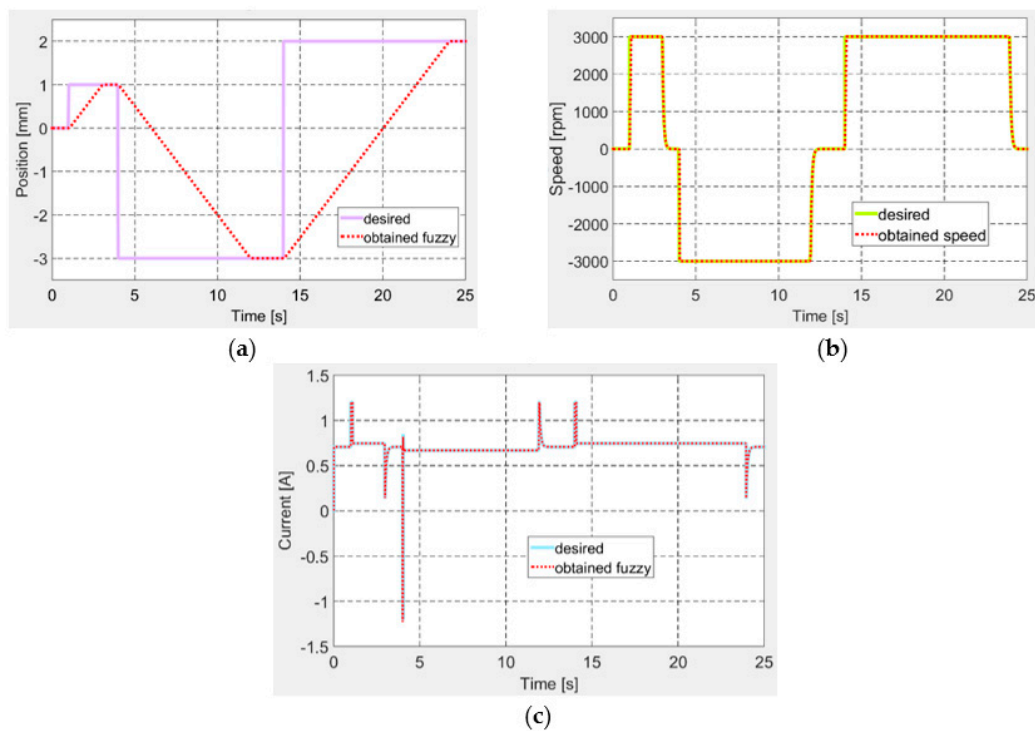 2
1
0
-1
-2
-3
Position [mm]
desired
obtained fuzzy
0 5 10 15 20 25
Time [s]
(a)
3000
2000
1000
0
-1000
-2000
-3000
Speed [rpm]
desired
obtained speed
0 5 10 15 20 25
Time [s]
(b)
1.5
1
0.5
0
-0.5
-1
-1.5
Current [A]
desired
obtained fuzzy
0 5 10 15 20 25
Time [s]
(c)